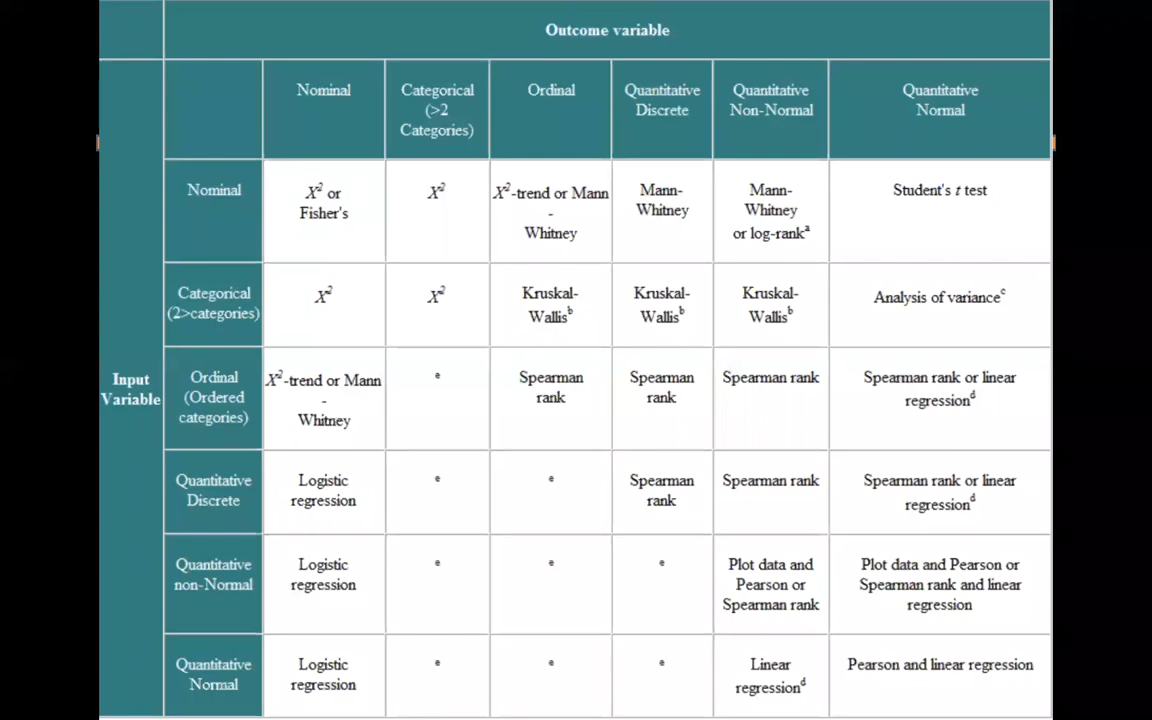 Outcome variable
Nominal
Categorical
(>2
Categories)
Ordinal
Quantitative
Discrete
Quantitative
Non-Normal
Quantitative
Normal
Input
Variable
Nominal
X² or
Fisher's
X²
X²-trend or Mann
-
Whitney
Mann-
Whitney
Mann-
Whitney
or log-rankᵃ
Student's t test
Categorical
(2>categories)
X²
X²
Kruskal-
Wallisᵇ
Kruskal-
Wallisᵇ
Kruskal-
Wallisᵇ
Analysis of varianceᶜ
Ordinal
(Ordered
categories)
X²-trend or Mann
-
Whitney
e
Spearman
rank
Spearman
rank
Spearman rank
Spearman rank or linear
regressionᵈ
Quantitative
Discrete
Logistic
regression
e
e
Spearman
rank
Spearman rank
Spearman rank or linear
regressionᵈ
Quantitative
non-Normal
Logistic
regression
e
e
e
Plot data and
Pearson or
Spearman rank
Plot data and Pearson or
Spearman rank and linear
regression
Quantitative
Normal
Logistic
regression
e
e
e
Linear
regressionᵈ
Pearson and linear regression